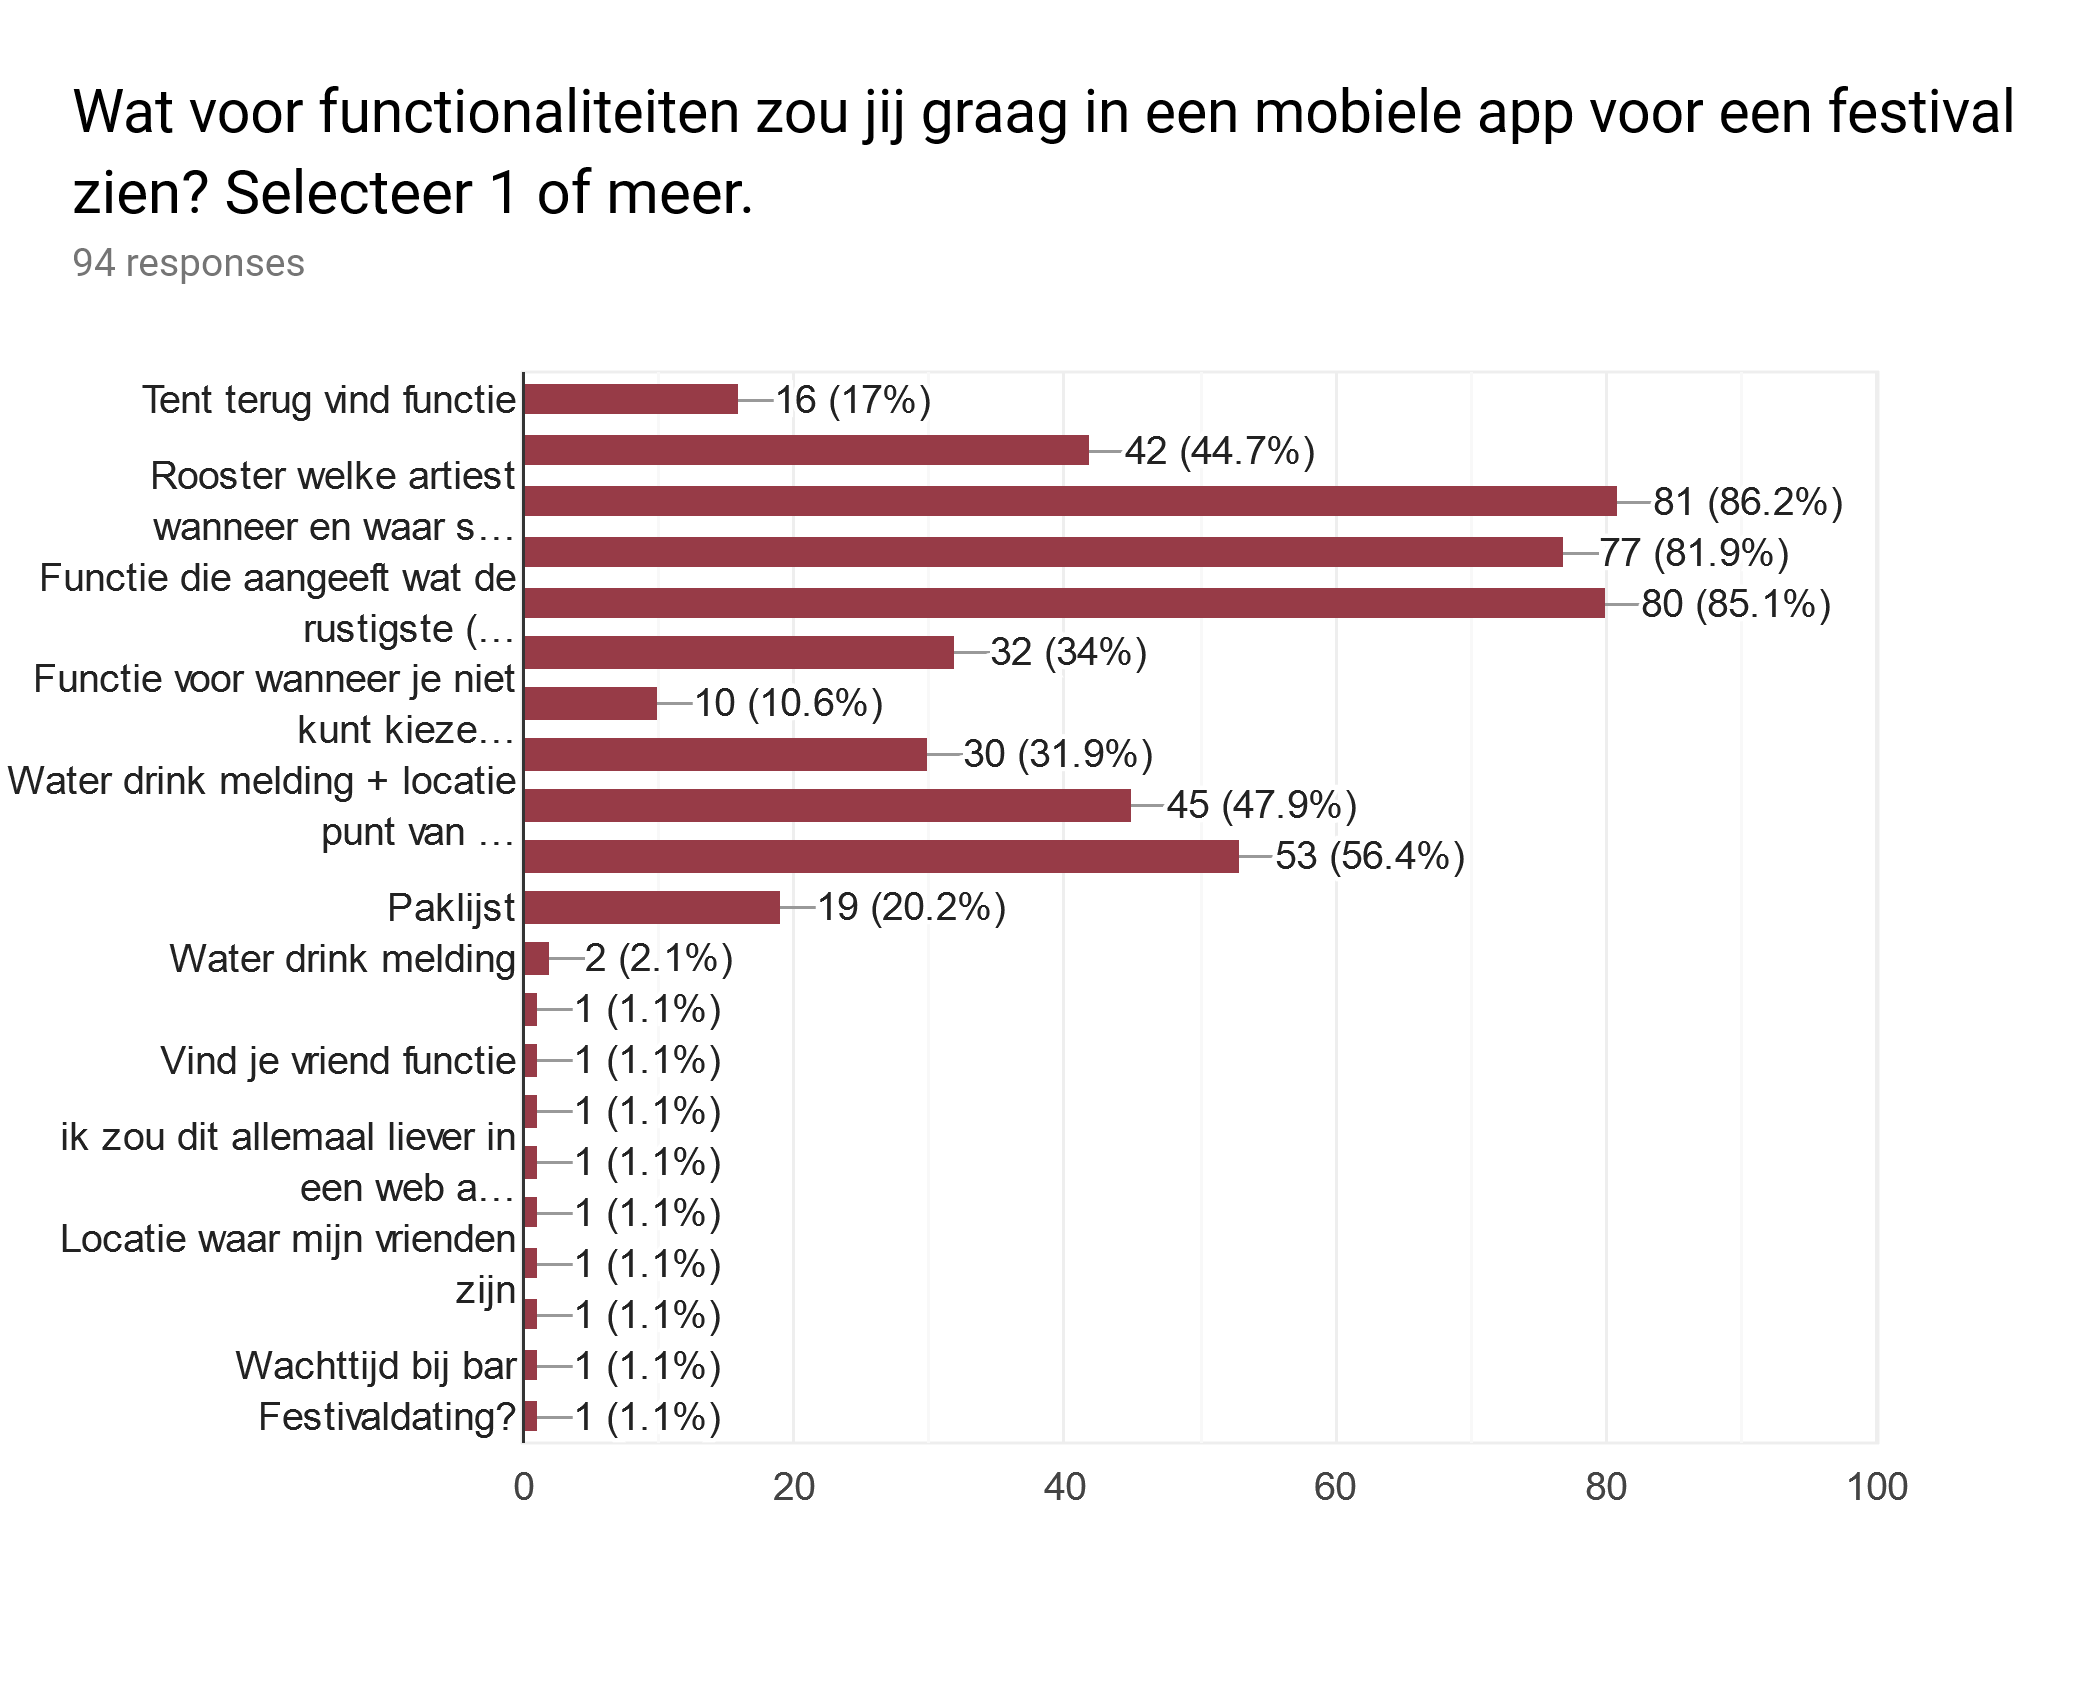 Wat voor functionaliteiten zou jij graag in een mobiele app voor een festival
zien? Selecteer 1 of meer.
94 responses
Tent terug vind functie
16 (17%)
42 (44.7%)
Rooster welke artiest
wanneer en waar s…
81 (86.2%)
77 (81.9%)
Functie die aangeeft wat de
rustigste (…
80 (85.1%)
32 (34%)
Functie voor wanneer je niet
kunt kieze…
10 (10.6%)
30 (31.9%)
Water drink melding + locatie
punt van …
45 (47.9%)
53 (56.4%)
Paklijst
19 (20.2%)
Water drink melding
2 (2.1%)
1 (1.1%)
Vind je vriend functie
1 (1.1%)
1 (1.1%)
ik zou dit allemaal liever in
een web a…
1 (1.1%)
1 (1.1%)
Locatie waar mijn vrienden
zijn
1 (1.1%)
1 (1.1%)
Wachttijd bij bar
1 (1.1%)
Festivaldating?
1 (1.1%)
0
20
40
60
80
100